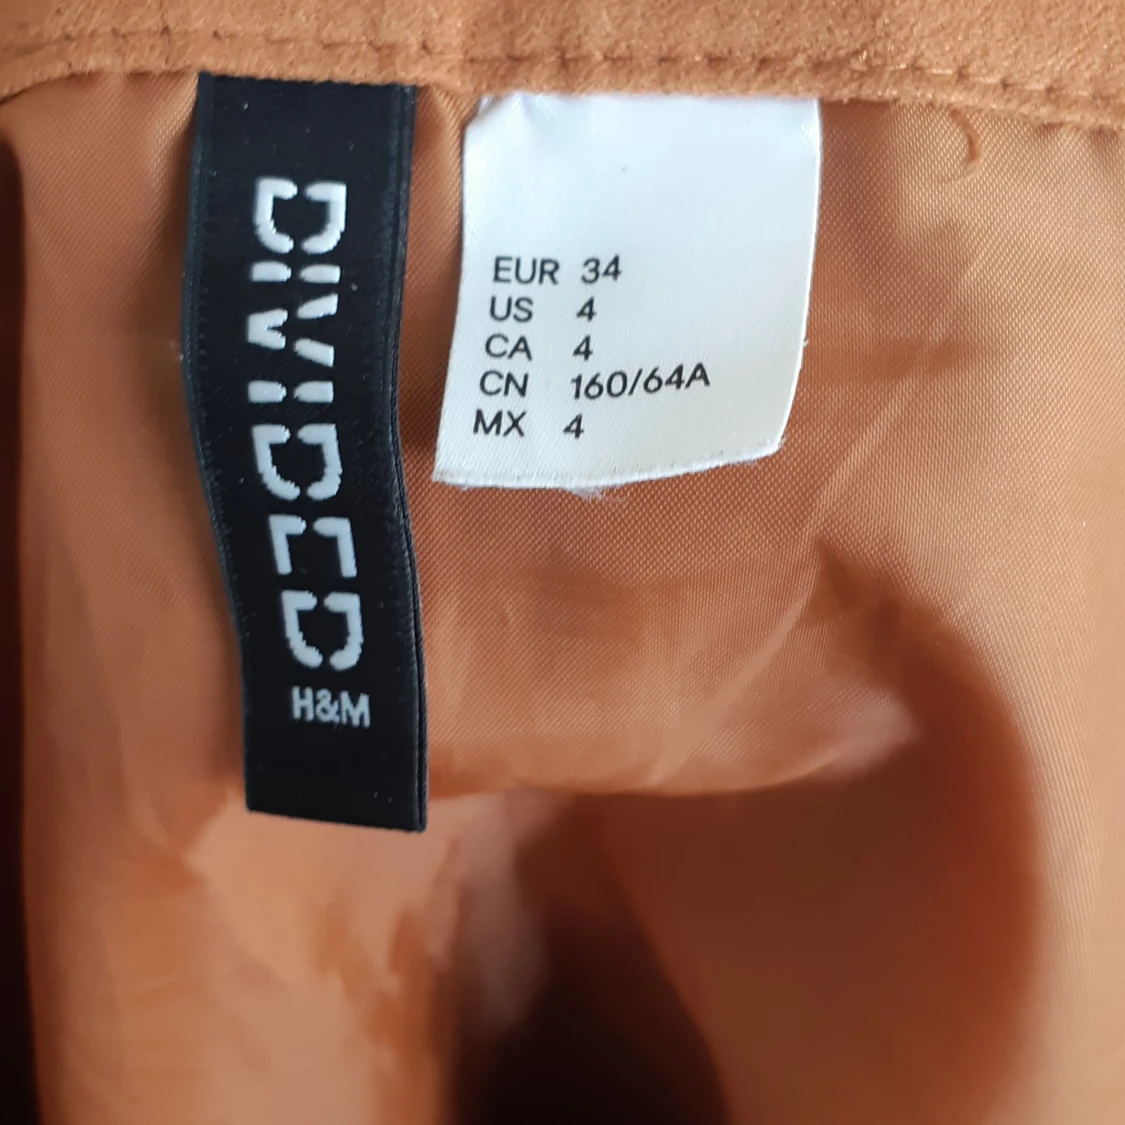 DIVIDED
H&M
EUR 34
US 4
CA 4
CN 160/64A
MX 4